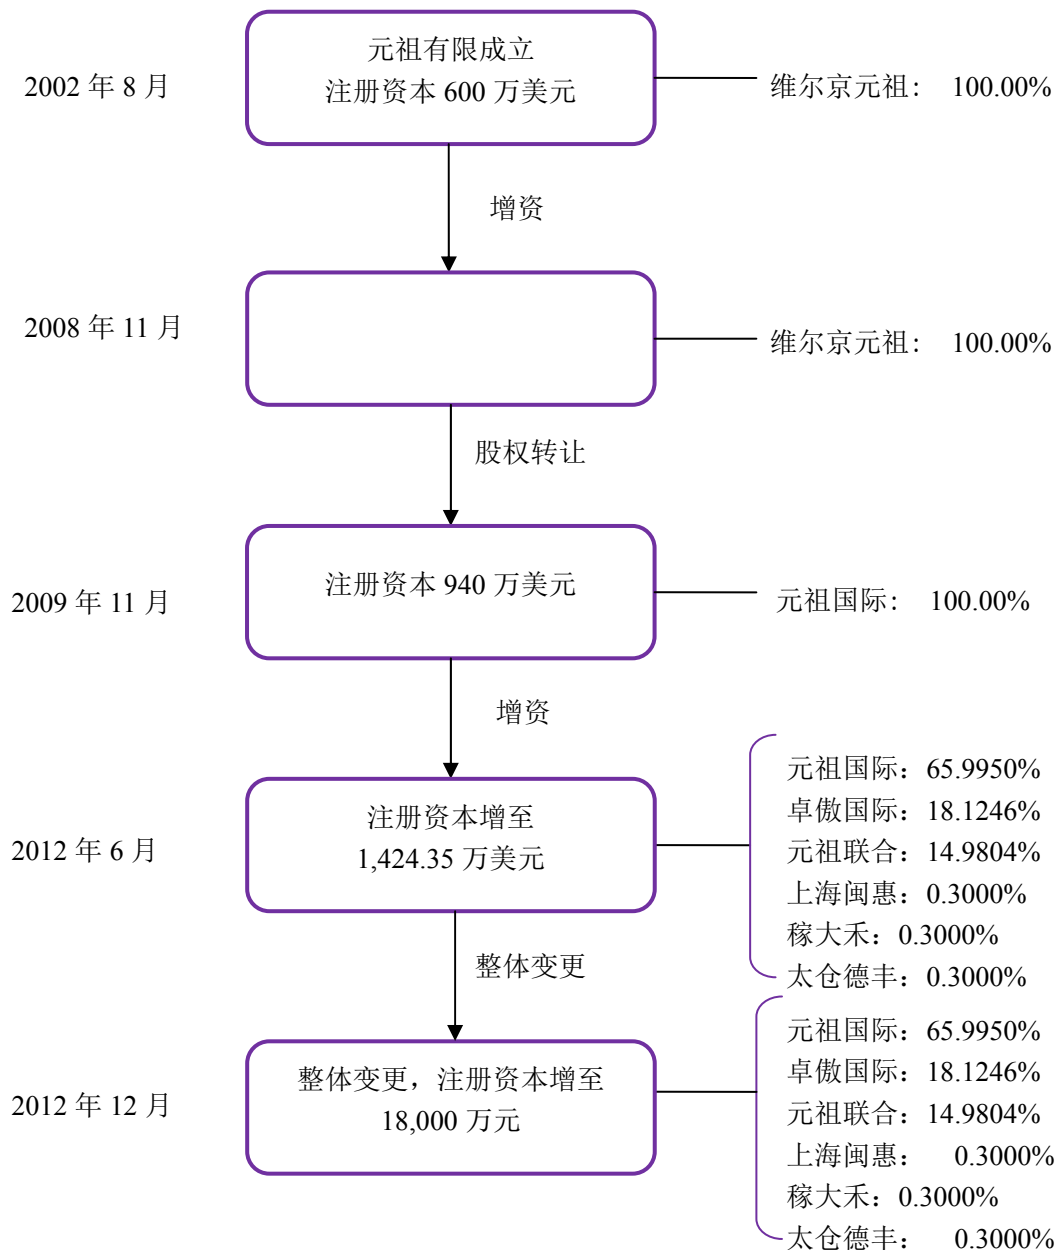 元祖有限成立
注册资本 600 万美元
2002 年 8 月
维尔京元祖： 100.00%
增资
2008 年 11 月
维尔京元祖： 100.00%
股权转让
注册资本 940 万美元
2009 年 11 月
元祖国际： 100.00%
增资
注册资本增至
1,424.35 万美元
2012 年 6 月
元祖国际：65.9950%
卓傲国际：18.1246%
元祖联合：14.9804%
上海闽惠：0.3000%
稼大禾：0.3000%
太仓德丰：0.3000%
整体变更
整体变更，注册资本增至
18,000 万元
2012 年 12 月
元祖国际：65.9950%
卓傲国际：18.1246%
元祖联合：14.9804%
上海闽惠： 0.3000%
稼大禾：0.3000%
太仓德丰： 0.3000%